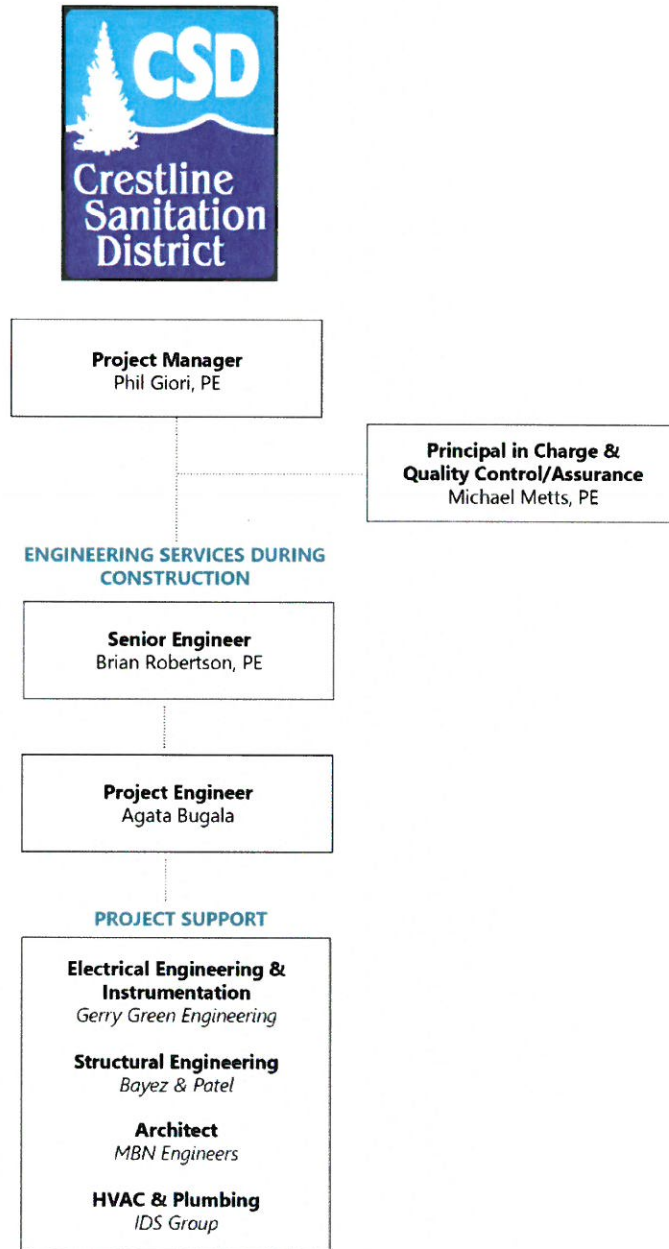 CSD
Crestline
Sanitation
District
Project Manager
Phil Giori, PE
Principal in Charge &
Quality Control/Assurance
Michael Metts, PE
ENGINEERING SERVICES DURING
CONSTRUCTION
Senior Engineer
Brian Robertson, PE
Project Engineer
Agata Bugala
PROJECT SUPPORT
Electrical Engineering &
Instrumentation
Gerry Green Engineering
Structural Engineering
Bayez & Patel
Architect
MBN Engineers
HVAC & Plumbing
IDS Group